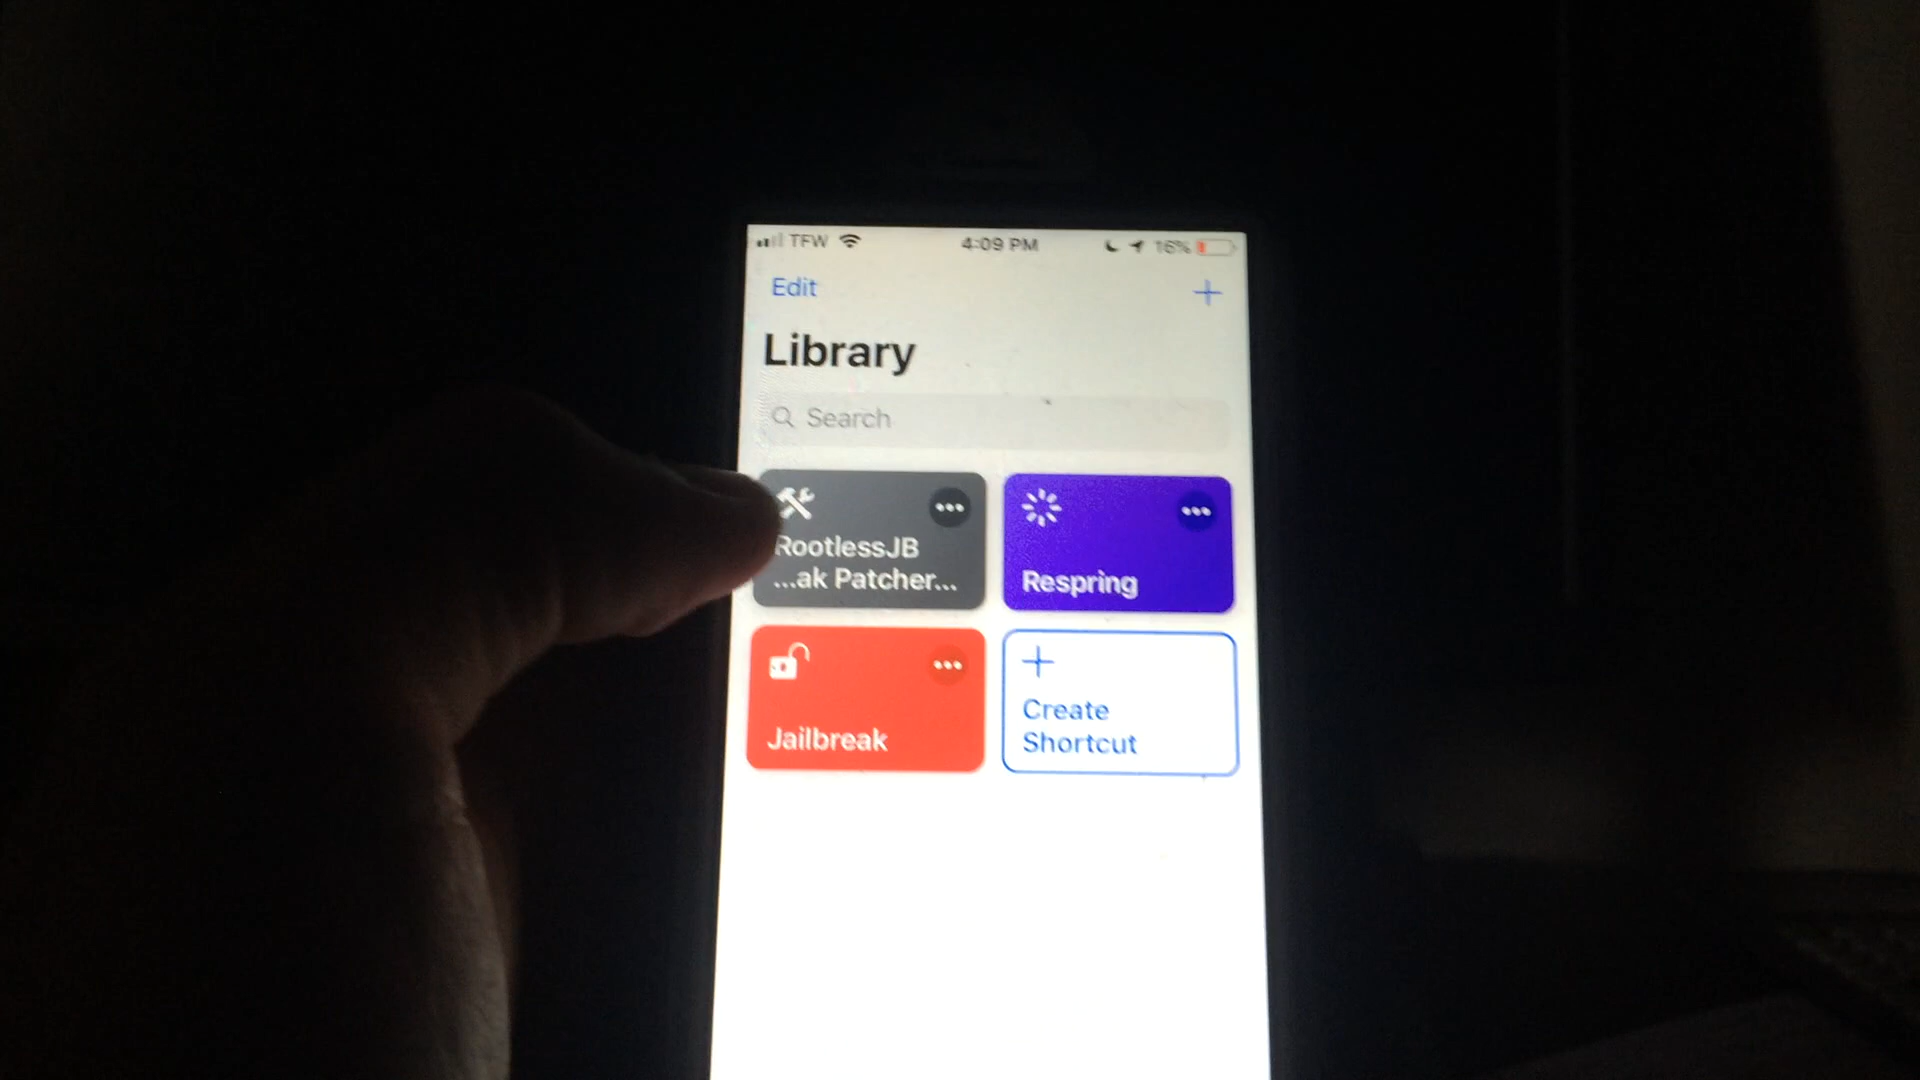 TFW 4:09 PM 16%
Edit
Library
Search
RootlessJB
...ak Patcher...
Respring
Jailbreak
Create
Shortcut